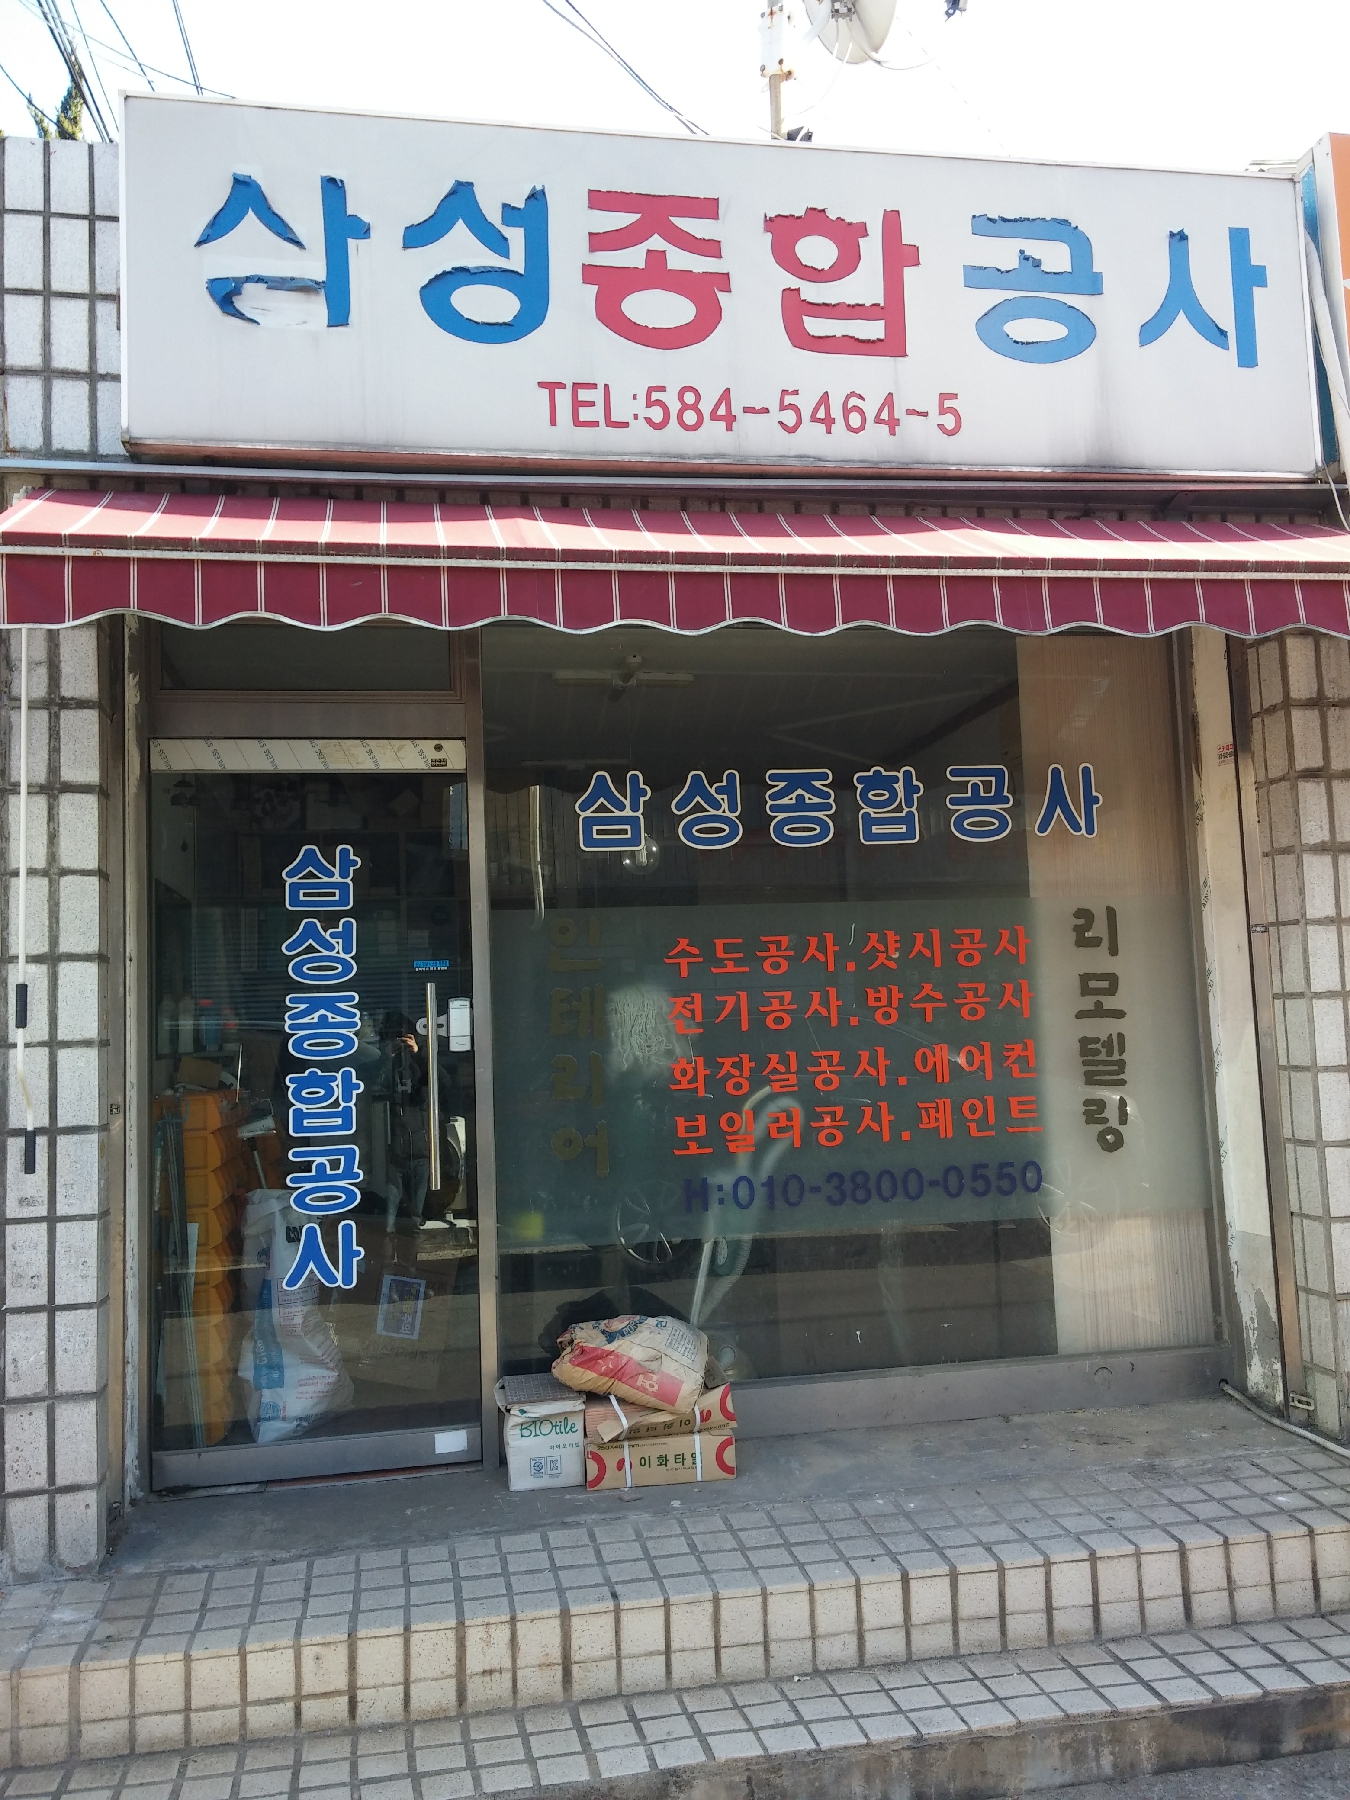 삼성종합공사
TEL:584-5464-5
삼성종합공사
삼성종합공사
인테리어
수도공사.샷시공사
전기공사.방수공사
화장실공사.에어컨
보일러공사.페인트
H:010-3800-0550
리모델링
BIOtile
이화타일